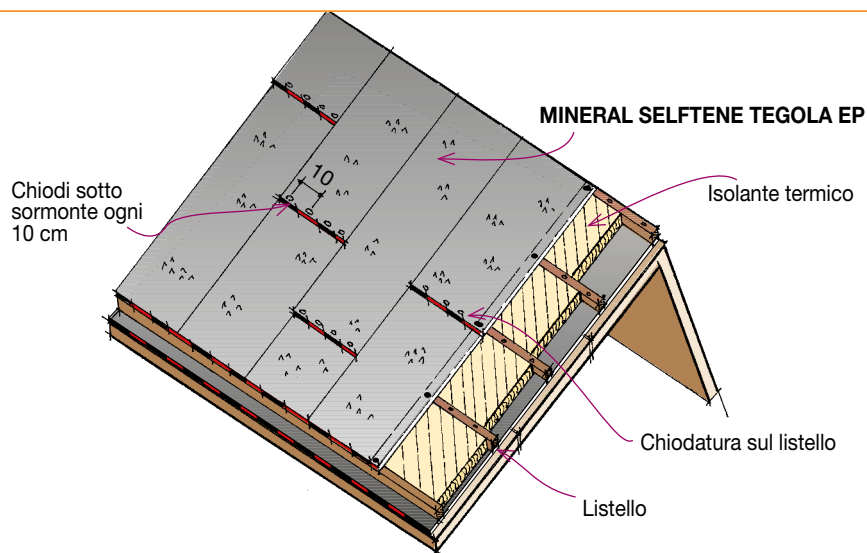 MINERAL SELFTENE TEGOLA EP
10
Chiodi sotto
sormonte ogni
10 cm
Isolante termico
Chiodatura sul listello
Listello